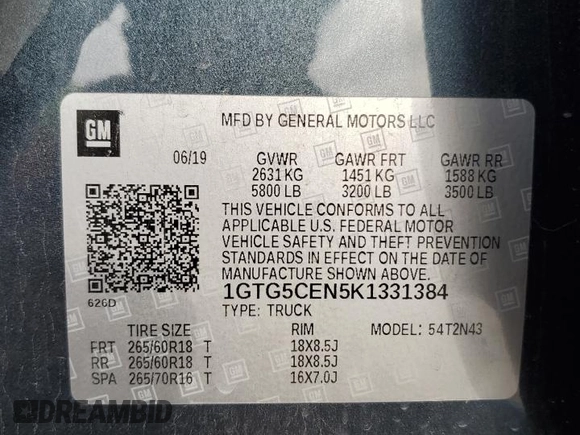 GM
MFD BY GENERAL MOTORS LLC
06/19 GVWR GAWR FRT GAWR RR
2631 KG 1451 KG 1588 KG
5800 LB 3200 LB 3500 LB
THIS VEHICLE CONFORMS TO ALL
APPLICABLE U.S. FEDERAL MOTOR
VEHICLE SAFETY AND THEFT PREVENTION
STANDARDS IN EFFECT ON THE DATE OF
MANUFACTURE SHOWN ABOVE.
626D
1GTG5CEN5K1331384
TYPE: TRUCK
TIRE SIZE RIM MODEL: 54T2N43
FRT 265/60R18 T 18X8.5J
RR 265/60R18 T 18X8.5J
SPA 265/70R16 T 16X7.0J
DREAMBID